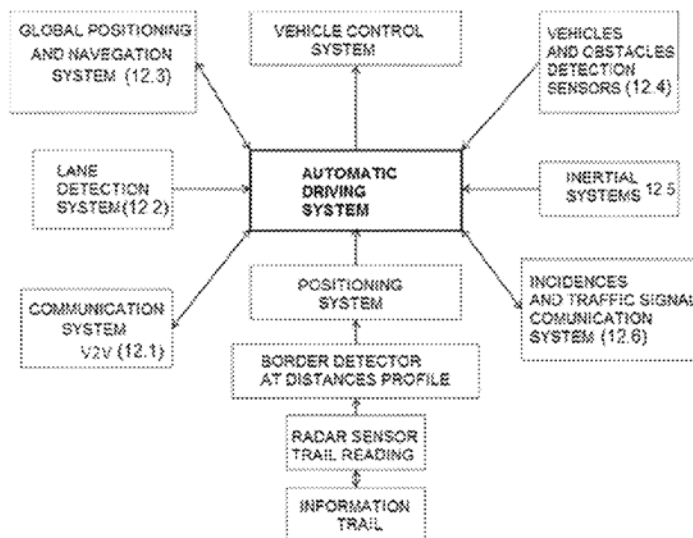 GLOBAL POSITIONING
AND NAVEGATION
SYSTEM (12.3)
VEHICLE CONTROL
SYSTEM
VEHICLES
AND OBSTACLES
DETECTION
SENSORS (12.4)
LANE
DETECTION
SYSTEM(12.2)
AUTOMATIC
DRIVING
SYSTEM
INERTIAL
SYSTEMS 12.5
POSITIONING
SYSTEM
COMMUNICATION
SYSTEM
V2V (12.1)
INCIDENCES
AND TRAFFIC SIGNAL
COMUNICATION
SYSTEM (12.6)
BORDER DETECTOR
AT DISTANCES PROFILE
RADAR SENSOR
TRAIL READING
INFORMATION
TRAIL